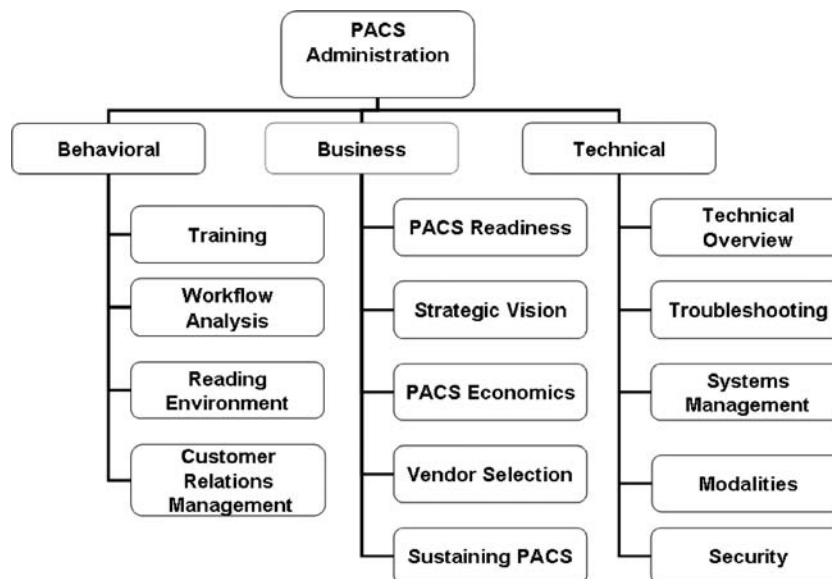 PACS
Administration
Behavioral
Business
Technical
Training
Workflow
Analysis
Reading
Environment
Customer
Relations
Management
PACS Readiness
Strategic Vision
PACS Economics
Vendor Selection
Sustaining PACS
Technical
Overview
Troubleshooting
Systems
Management
Modalities
Security